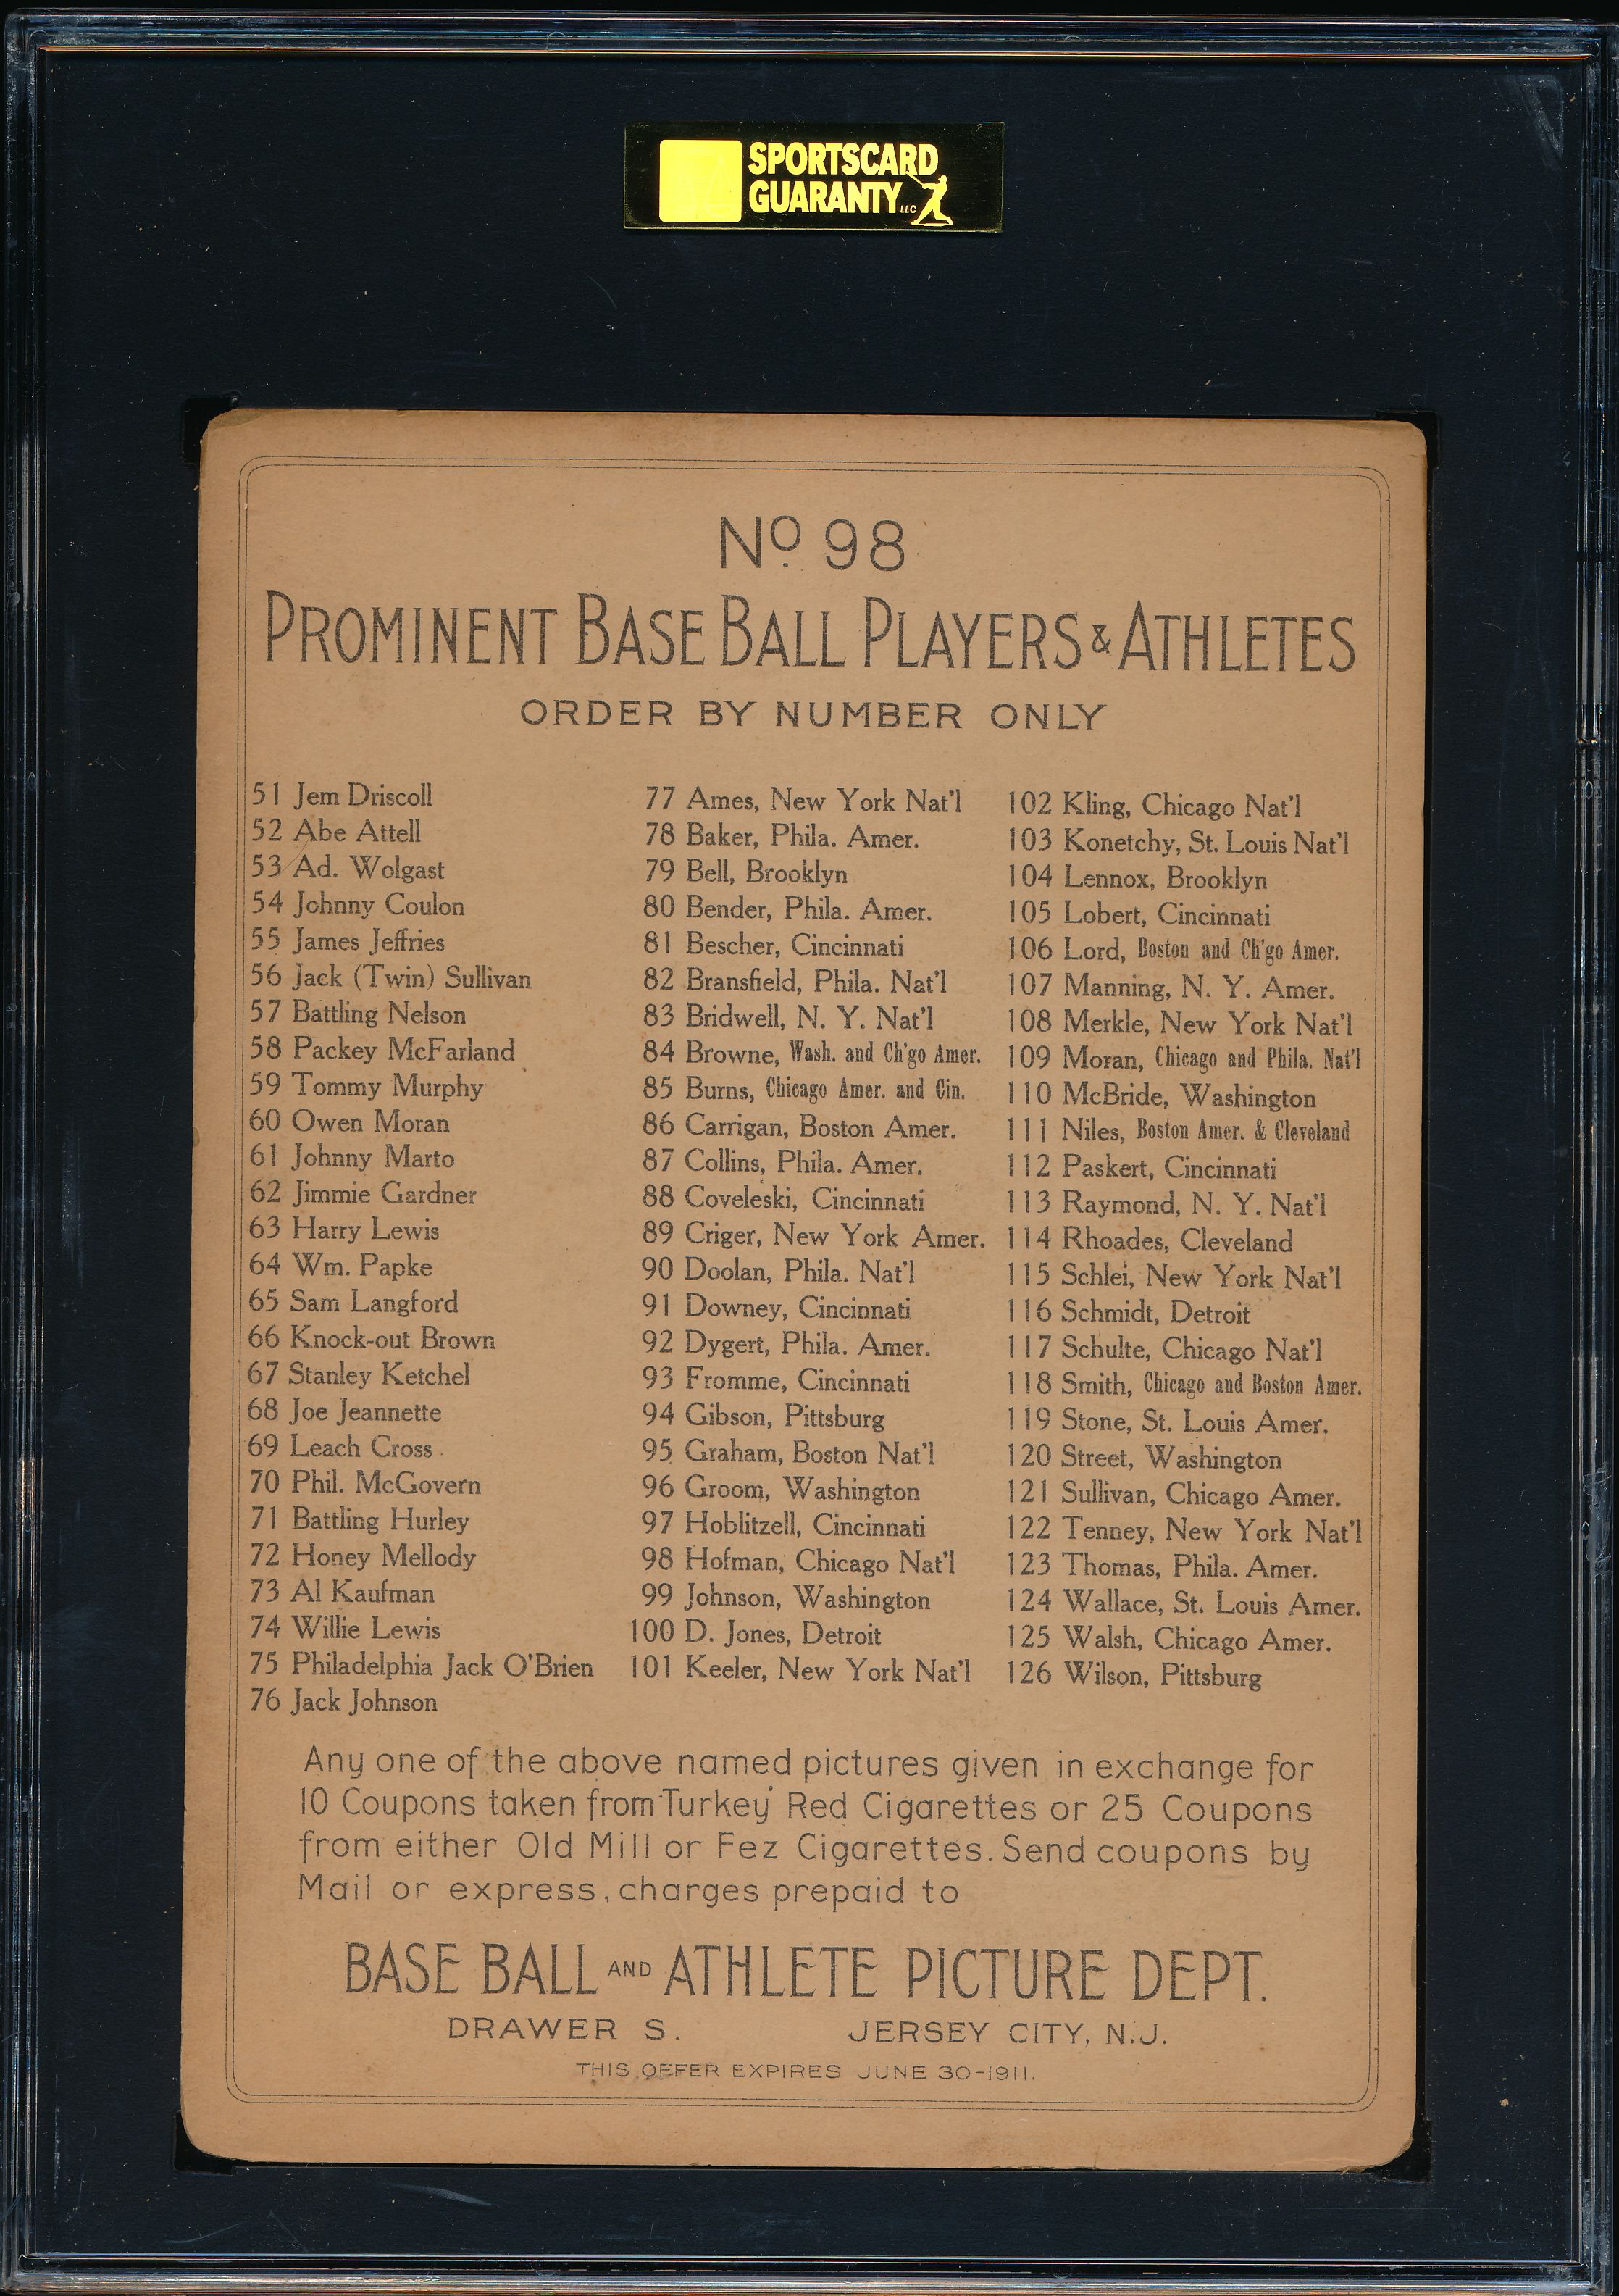 SPORTSCARD
GUARANTY LLC
No. 98
PROMINENT BASE BALL PLAYERS & ATHLETES
ORDER BY NUMBER ONLY
51 Jem Driscoll
52 Abe Attell
53 Ad. Wolgast
54 Johnny Coulon
55 James Jeffries
56 Jack (Twin) Sullivan
57 Battling Nelson
58 Packey McFarland
59 Tommy Murphy
60 Owen Moran
61 Johnny Marto
62 Jimmie Gardner
63 Harry Lewis
64 Wm. Papke
65 Sam Langford
66 Knock-out Brown
67 Stanley Ketchel
68 Joe Jeannette
69 Leach Cross
70 Phil. McGovern
71 Battling Hurley
72 Honey Mellody
73 Al Kaufman
74 Willie Lewis
75 Philadelphia Jack O'Brien
76 Jack Johnson
77 Ames, New York Nat'l
78 Baker, Phila. Amer.
79 Bell, Brooklyn
80 Bender, Phila. Amer.
81 Bescher, Cincinnati
82 Bransfield, Phila. Nat'l
83 Bridwell, N. Y. Nat'l
84 Browne, Wash. and Ch'go Amer.
85 Burns, Chicago Amer. and Cin.
86 Carrigan, Boston Amer.
87 Collins, Phila. Amer.
88 Coveleski, Cincinnati
89 Criger, New York Amer.
90 Doolan, Phila. Nat'l
91 Downey, Cincinnati
92 Dygert, Phila. Amer.
93 Fromme, Cincinnati
94 Gibson, Pittsburg
95 Graham, Boston Nat'l
96 Groom, Washington
97 Hoblitzell, Cincinnati
98 Hofman, Chicago Nat'l
99 Johnson, Washington
100 D. Jones, Detroit
101 Keeler, New York Nat'l
102 Kling, Chicago Nat'l
103 Konetchy, St. Louis Nat'l
104 Lennox, Brooklyn
105 Lobert, Cincinnati
106 Lord, Boston and Ch'go Amer.
107 Manning, N. Y. Amer.
108 Merkle, New York Nat'l
109 Moran, Chicago and Phila. Nat'l
110 McBride, Washington
111 Niles, Boston Amer. & Cleveland
112 Paskert, Cincinnati
113 Raymond, N. Y. Nat'l
114 Rhoades, Cleveland
115 Schlei, New York Nat'l
116 Schmidt, Detroit
117 Schulte, Chicago Nat'l
118 Smith, Chicago and Boston Amer.
119 Stone, St. Louis Amer.
120 Street, Washington
121 Sullivan, Chicago Amer.
122 Tenney, New York Nat'l
123 Thomas, Phila. Amer.
124 Wallace, St. Louis Amer.
125 Walsh, Chicago Amer.
126 Wilson, Pittsburg
Any one of the above named pictures given in exchange for
10 Coupons taken from Turkey Red Cigarettes or 25 Coupons
from either Old Mill or Fez Cigarettes. Send coupons by
Mail or express, charges prepaid to
BASE BALL AND ATHLETE PICTURE DEPT.
DRAWER S. JERSEY CITY, N.J.
THIS OFFER EXPIRES JUNE 30-1911.